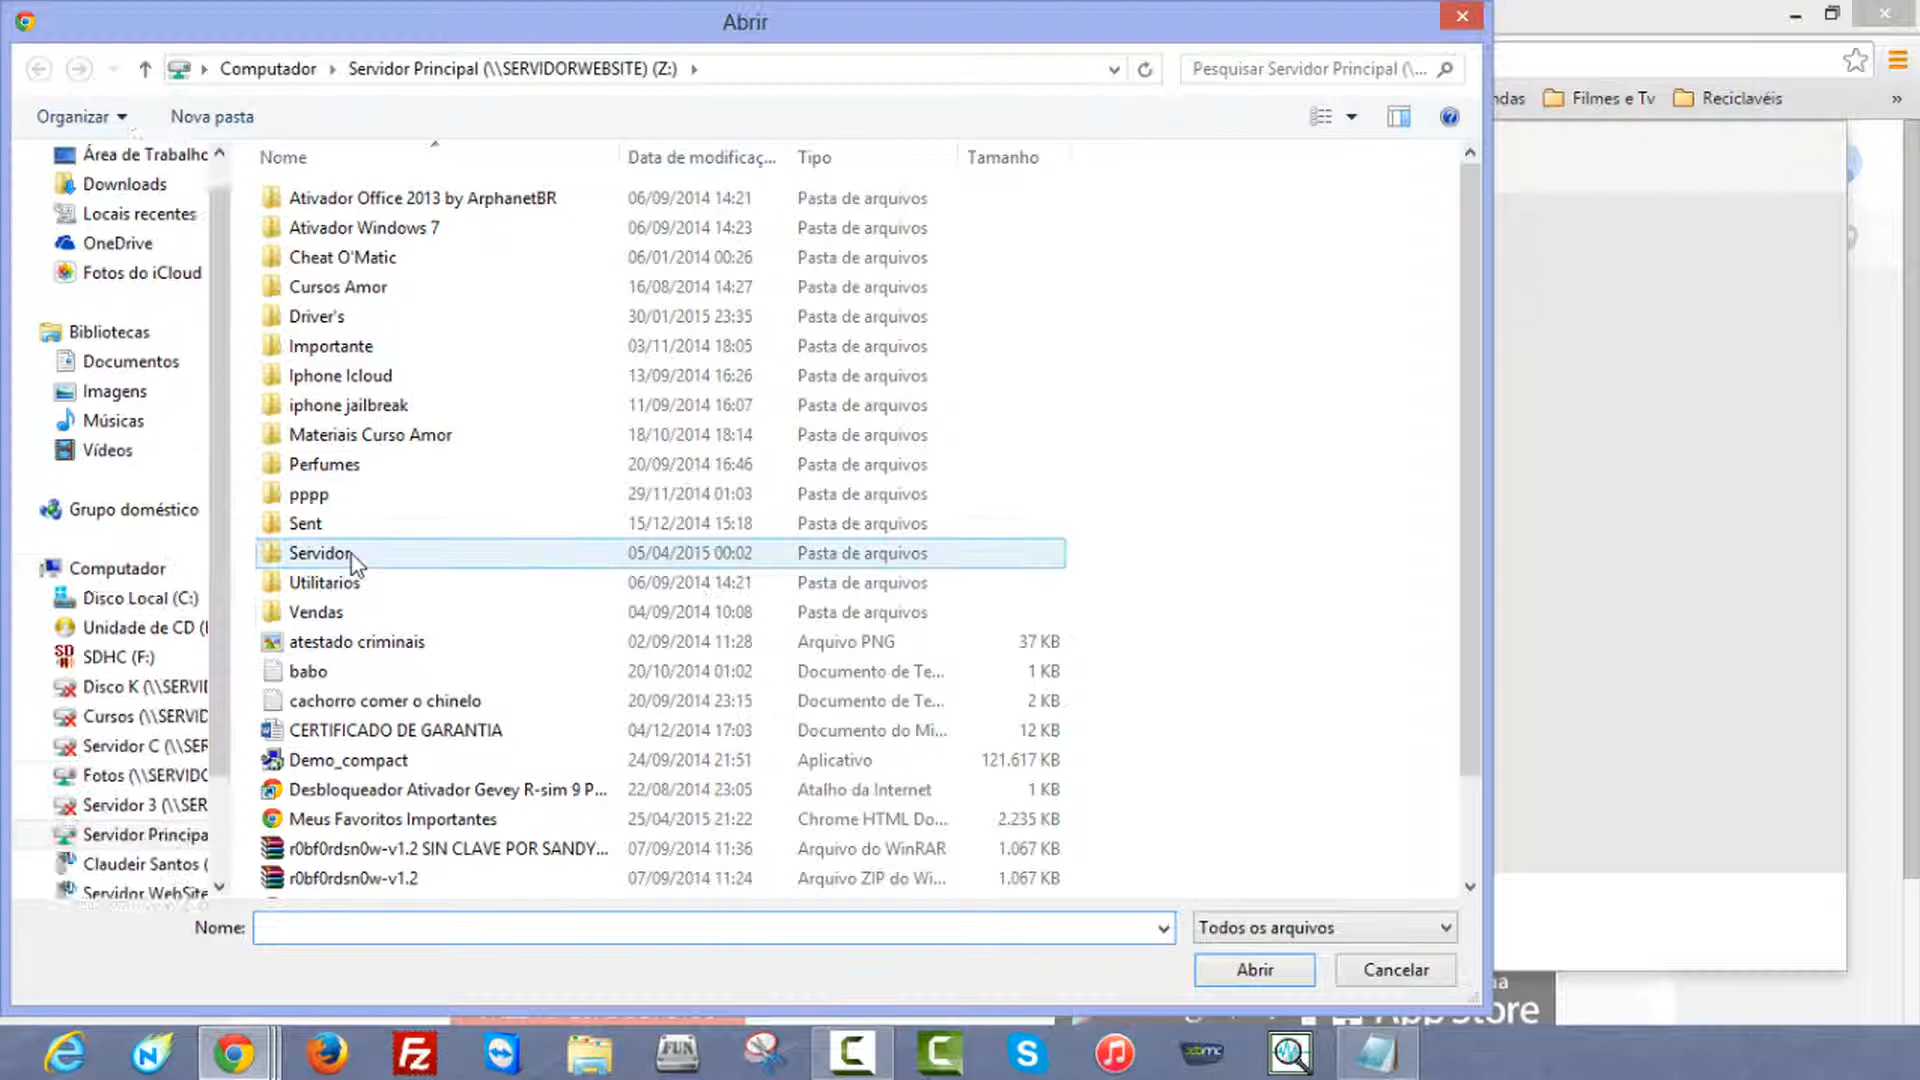 Abrir
Computador
Servidor Principal (\\SERVIDORWEBSITE) (Z:)
Pesquisar Servidor Principal (\...
ndas
Filmes e Tv
Reciclavéis
»
Organizar
Nova pasta
Nome
Data de modificaç...
Tipo
Tamanho
Área de Trabalho
Downloads
Locais recentes
OneDrive
Fotos do iCloud
Bibliotecas
Documentos
Imagens
Músicas
Vídeos
Grupo doméstico
Computador
Disco Local (C:)
Unidade de CD (
SDHC (F:)
Disco K (\\SERVI
Cursos (\\SERVID
Servidor C (\\SER
Fotos (\\SERVIDO
Servidor 3 (\\SER
Servidor Principa
Claudeir Santos (
Servidor WebSite
Ativador Office 2013 by ArphanetBR 06/09/2014 14:21 Pasta de arquivos
Ativador Windows 7 06/09/2014 14:23 Pasta de arquivos
Cheat O'Matic 06/01/2014 00:26 Pasta de arquivos
Cursos Amor 16/08/2014 14:27 Pasta de arquivos
Driver's 30/01/2015 23:35 Pasta de arquivos
Importante 03/11/2014 18:05 Pasta de arquivos
Iphone Icloud 13/09/2014 16:26 Pasta de arquivos
iphone jailbreak 11/09/2014 16:07 Pasta de arquivos
Materiais Curso Amor 18/10/2014 18:14 Pasta de arquivos
Perfumes 20/09/2014 16:46 Pasta de arquivos
pppp 29/11/2014 01:03 Pasta de arquivos
Sent 15/12/2014 15:18 Pasta de arquivos
Servidor 05/04/2015 00:02 Pasta de arquivos
Utilitarios 06/09/2014 14:21 Pasta de arquivos
Vendas 04/09/2014 10:08 Pasta de arquivos
atestado criminais 02/09/2014 11:28 Arquivo PNG 37 KB
babo 20/10/2014 01:02 Documento de Te... 1 KB
cachorro comer o chinelo 20/09/2014 23:15 Documento de Te... 2 KB
CERTIFICADO DE GARANTIA 04/12/2014 17:03 Documento do Mi... 12 KB
Demo_compact 24/09/2014 21:51 Aplicativo 121.617 KB
Desbloqueador Ativador Gevey R-sim 9 P... 22/08/2014 23:05 Atalho da Internet 1 KB
Meus Favoritos Importantes 25/04/2015 21:22 Chrome HTML Do... 2.235 KB
r0bf0rdsn0w-v1.2 SIN CLAVE POR SANDY... 07/09/2014 11:36 Arquivo do WinRAR 1.067 KB
r0bf0rdsn0w-v1.2 07/09/2014 11:24 Arquivo ZIP do Wi... 1.067 KB
Nome:
Todos os arquivos
Abrir
Cancelar
na
App Store
FUN
xbmc